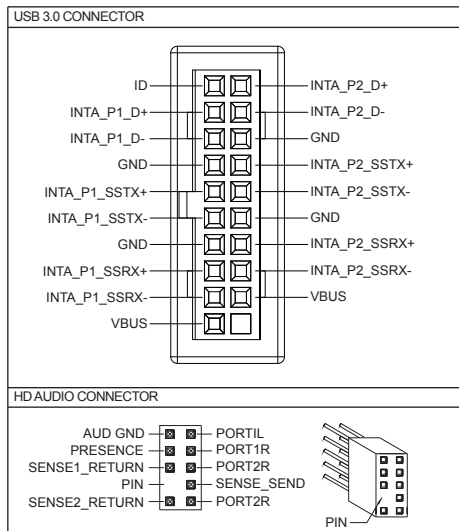 USB 3.0 CONNECTOR
ID
INTA_P2_D+
INTA_P1_D+
INTA_P2_D-
INTA_P1_D-
GND
GND
INTA_P2_SSTX+
INTA_P1_SSTX+
INTA_P2_SSTX-
INTA_P1_SSTX-
GND
GND
INTA_P2_SSRX+
INTA_P1_SSRX+
INTA_P2_SSRX-
INTA_P1_SSRX-
VBUS
VBUS
HD AUDIO CONNECTOR
AUD GND
PORTIL
PRESENCE
PORT1R
SENSE1_RETURN
PORT2R
PIN
SENSE_SEND
SENSE2_RETURN
PORT2R
PIN